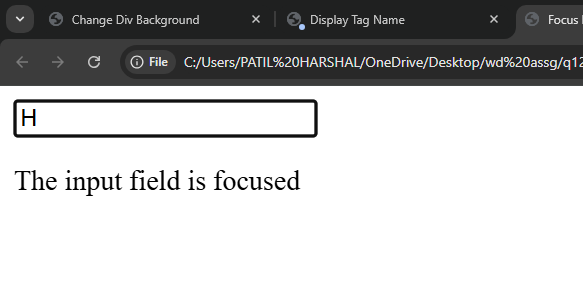 Change Div Background
Display Tag Name
Focus
File
C:/Users/PATIL%20HARSHAL/OneDrive/Desktop/wd%20assg/q12
H
The input field is focused